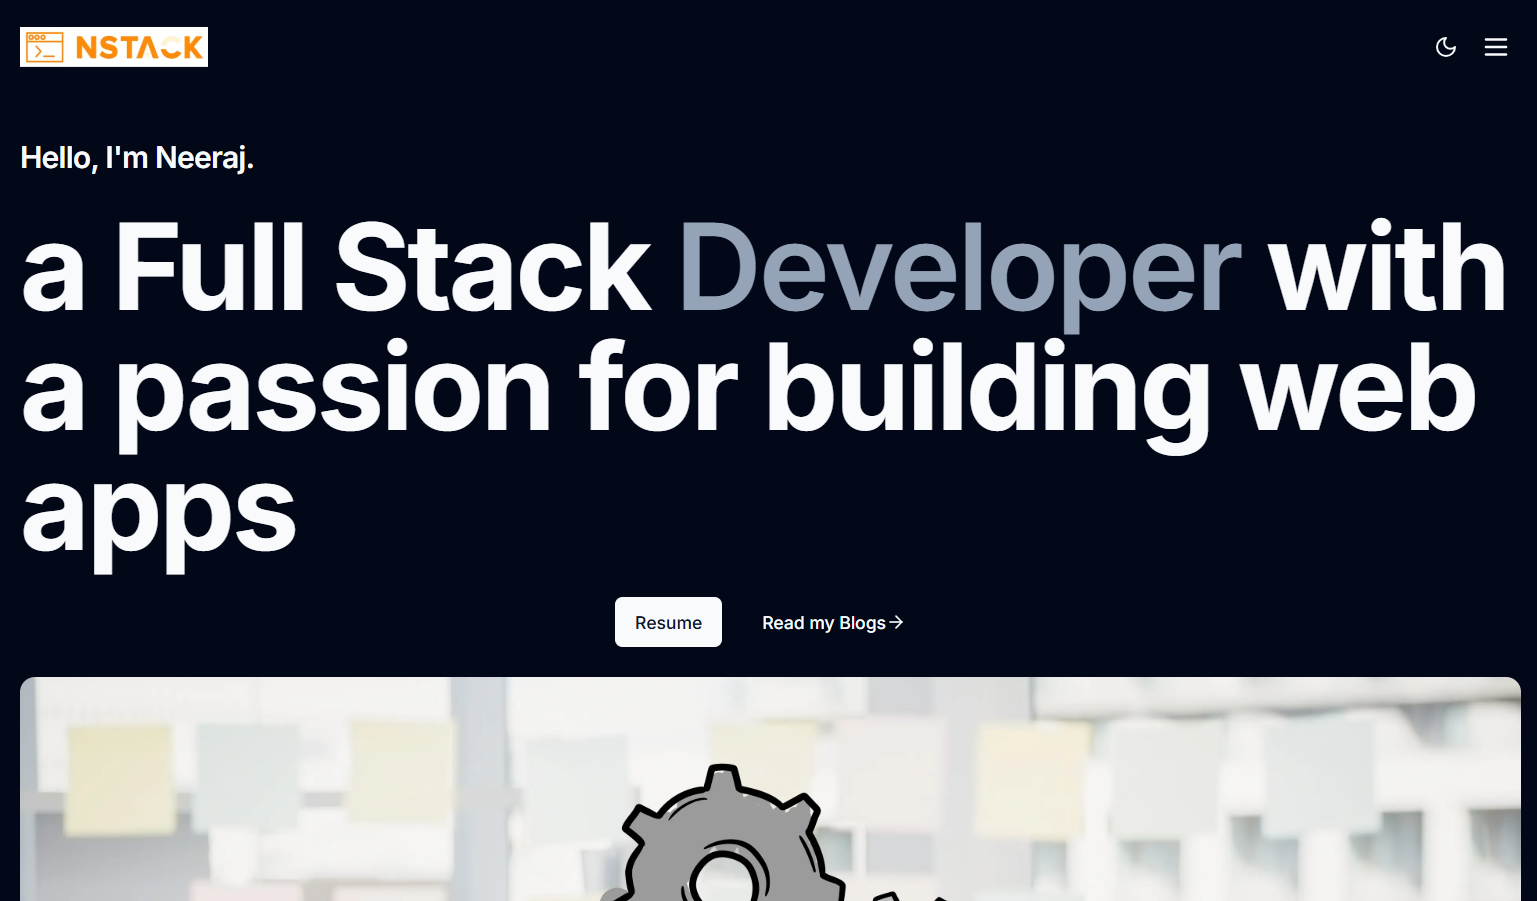 NSTACK
Hello, I'm Neeraj.
a Full Stack Developer with
a passion for building web
apps
Resume
Read my Blogs